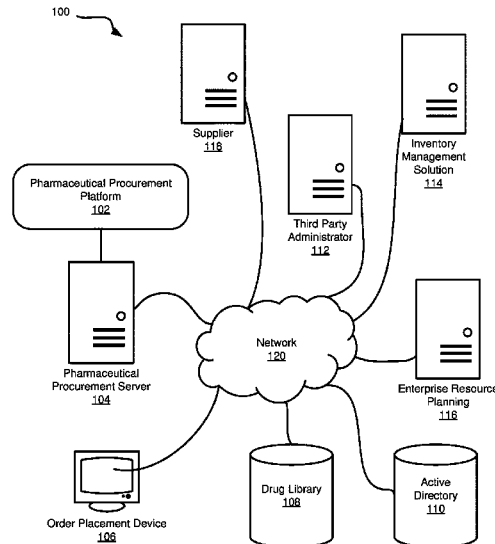 100
Supplier
118
Inventory
Management
Solution
114
Pharmaceutical Procurement
Platform
102
Third Party
Administrator
112
Network
120
Pharmaceutical
Procurement Server
104
Enterprise Resource
Planning
116
Drug Library
108
Active
Directory
110
Order Placement Device
106